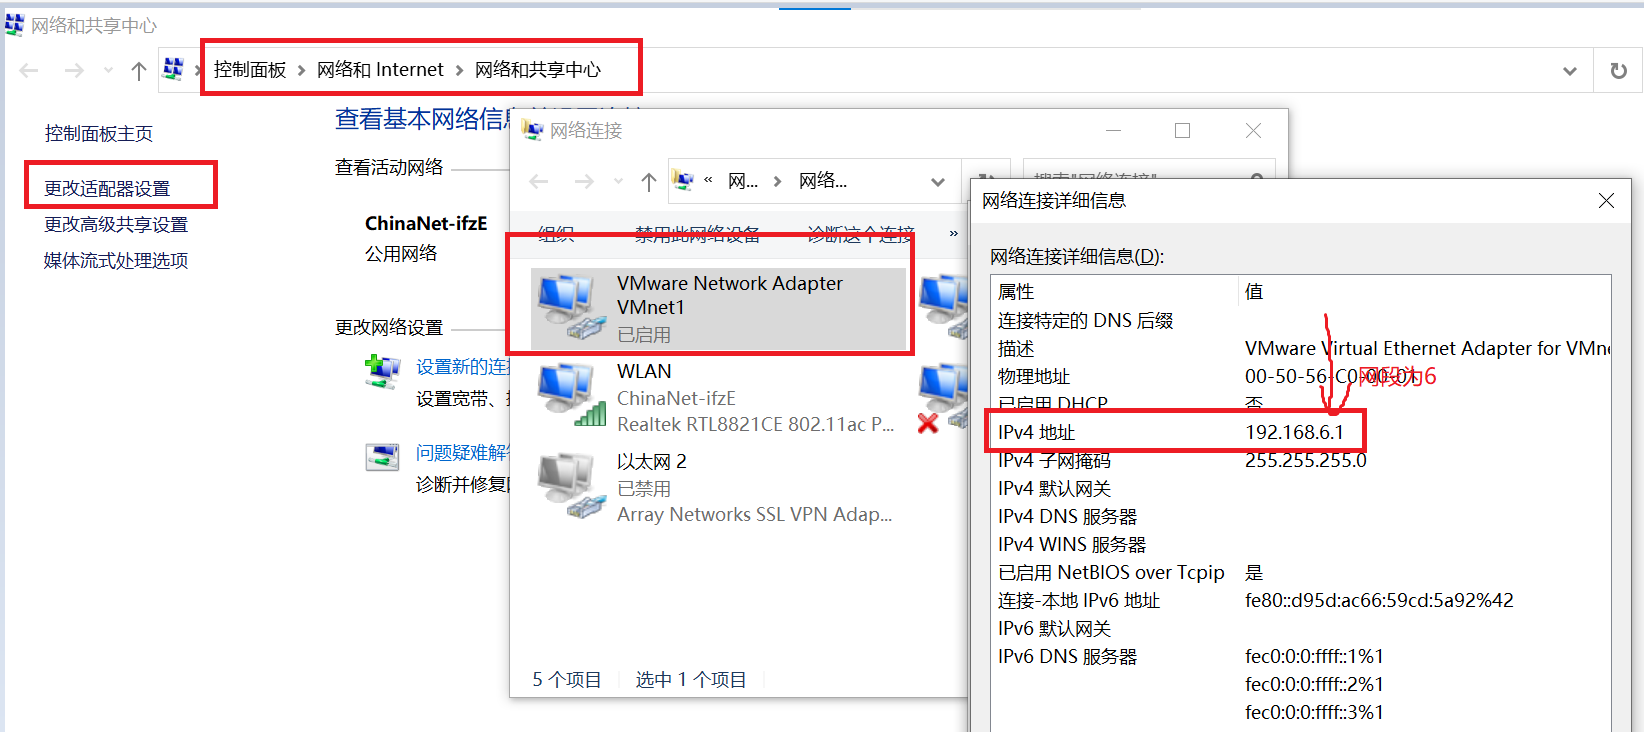 网络和共享中心
控制面板 > 网络和 Internet > 网络和共享中心
控制面板主页
更改适配器设置
更改高级共享设置
媒体流式处理选项
查看基本网络信
查看活动网络
ChinaNet-ifzE
公用网络
更改网络设置
设置新的连
设置宽带、
问题疑难解
诊断并修复
网络连接
« 网... > 网络...
搜索"网络连接"
组织
禁用此网络设备
诊断这个连接
»
VMware Network Adapter
VMnet1
已启用
WLAN
ChinaNet-ifzE
Realtek RTL8821CE 802.11ac P...
以太网 2
已禁用
Array Networks SSL VPN Adap...
5 个项目
选中 1 个项目
网络连接详细信息
网络连接详细信息(D):
属性 值
连接特定的 DNS 后缀
描述 VMware Virtual Ethernet Adapter for VMn
物理地址 00-50-56-C0-00-01
网段为6
已启用 DHCP 否
IPv4 地址 192.168.6.1
IPv4 子网掩码 255.255.255.0
IPv4 默认网关
IPv4 DNS 服务器
IPv4 WINS 服务器
已启用 NetBIOS over Tcpip 是
连接-本地 IPv6 地址 fe80::d95d:ac66:59cd:5a92%42
IPv6 默认网关
IPv6 DNS 服务器 fec0:0:0:ffff::1%1
fec0:0:0:ffff::2%1
fec0:0:0:ffff::3%1